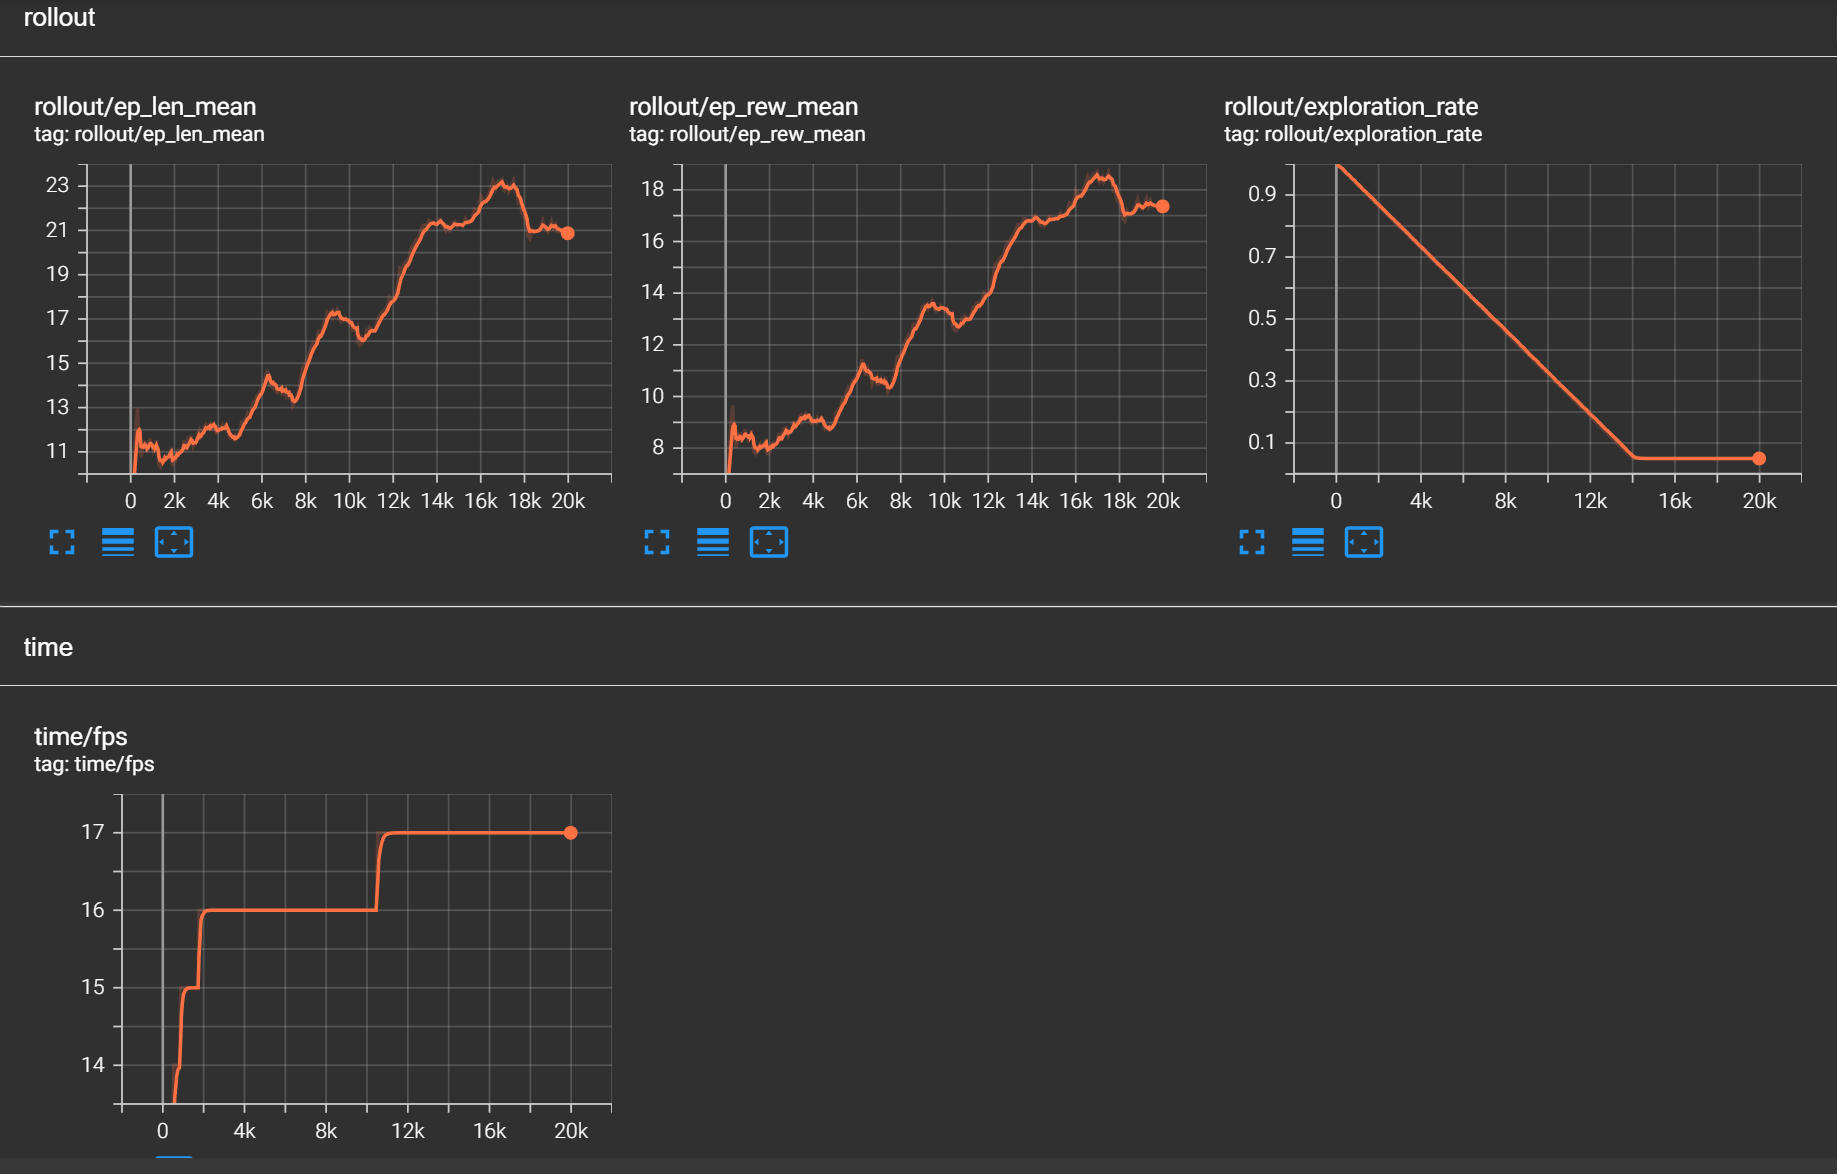 rollout
rollout/ep_len_mean
tag: rollout/ep_len_mean
23
21
19
17
15
13
11
0 2k 4k 6k 8k 10k 12k 14k 16k 18k 20k
rollout/ep_rew_mean
tag: rollout/ep_rew_mean
18
16
14
12
10
8
0 2k 4k 6k 8k 10k 12k 14k 16k 18k 20k
rollout/exploration_rate
tag: rollout/exploration_rate
0.9
0.7
0.5
0.3
0.1
0 4k 8k 12k 16k 20k
time
time/fps
tag: time/fps
17
16
15
14
0 4k 8k 12k 16k 20k